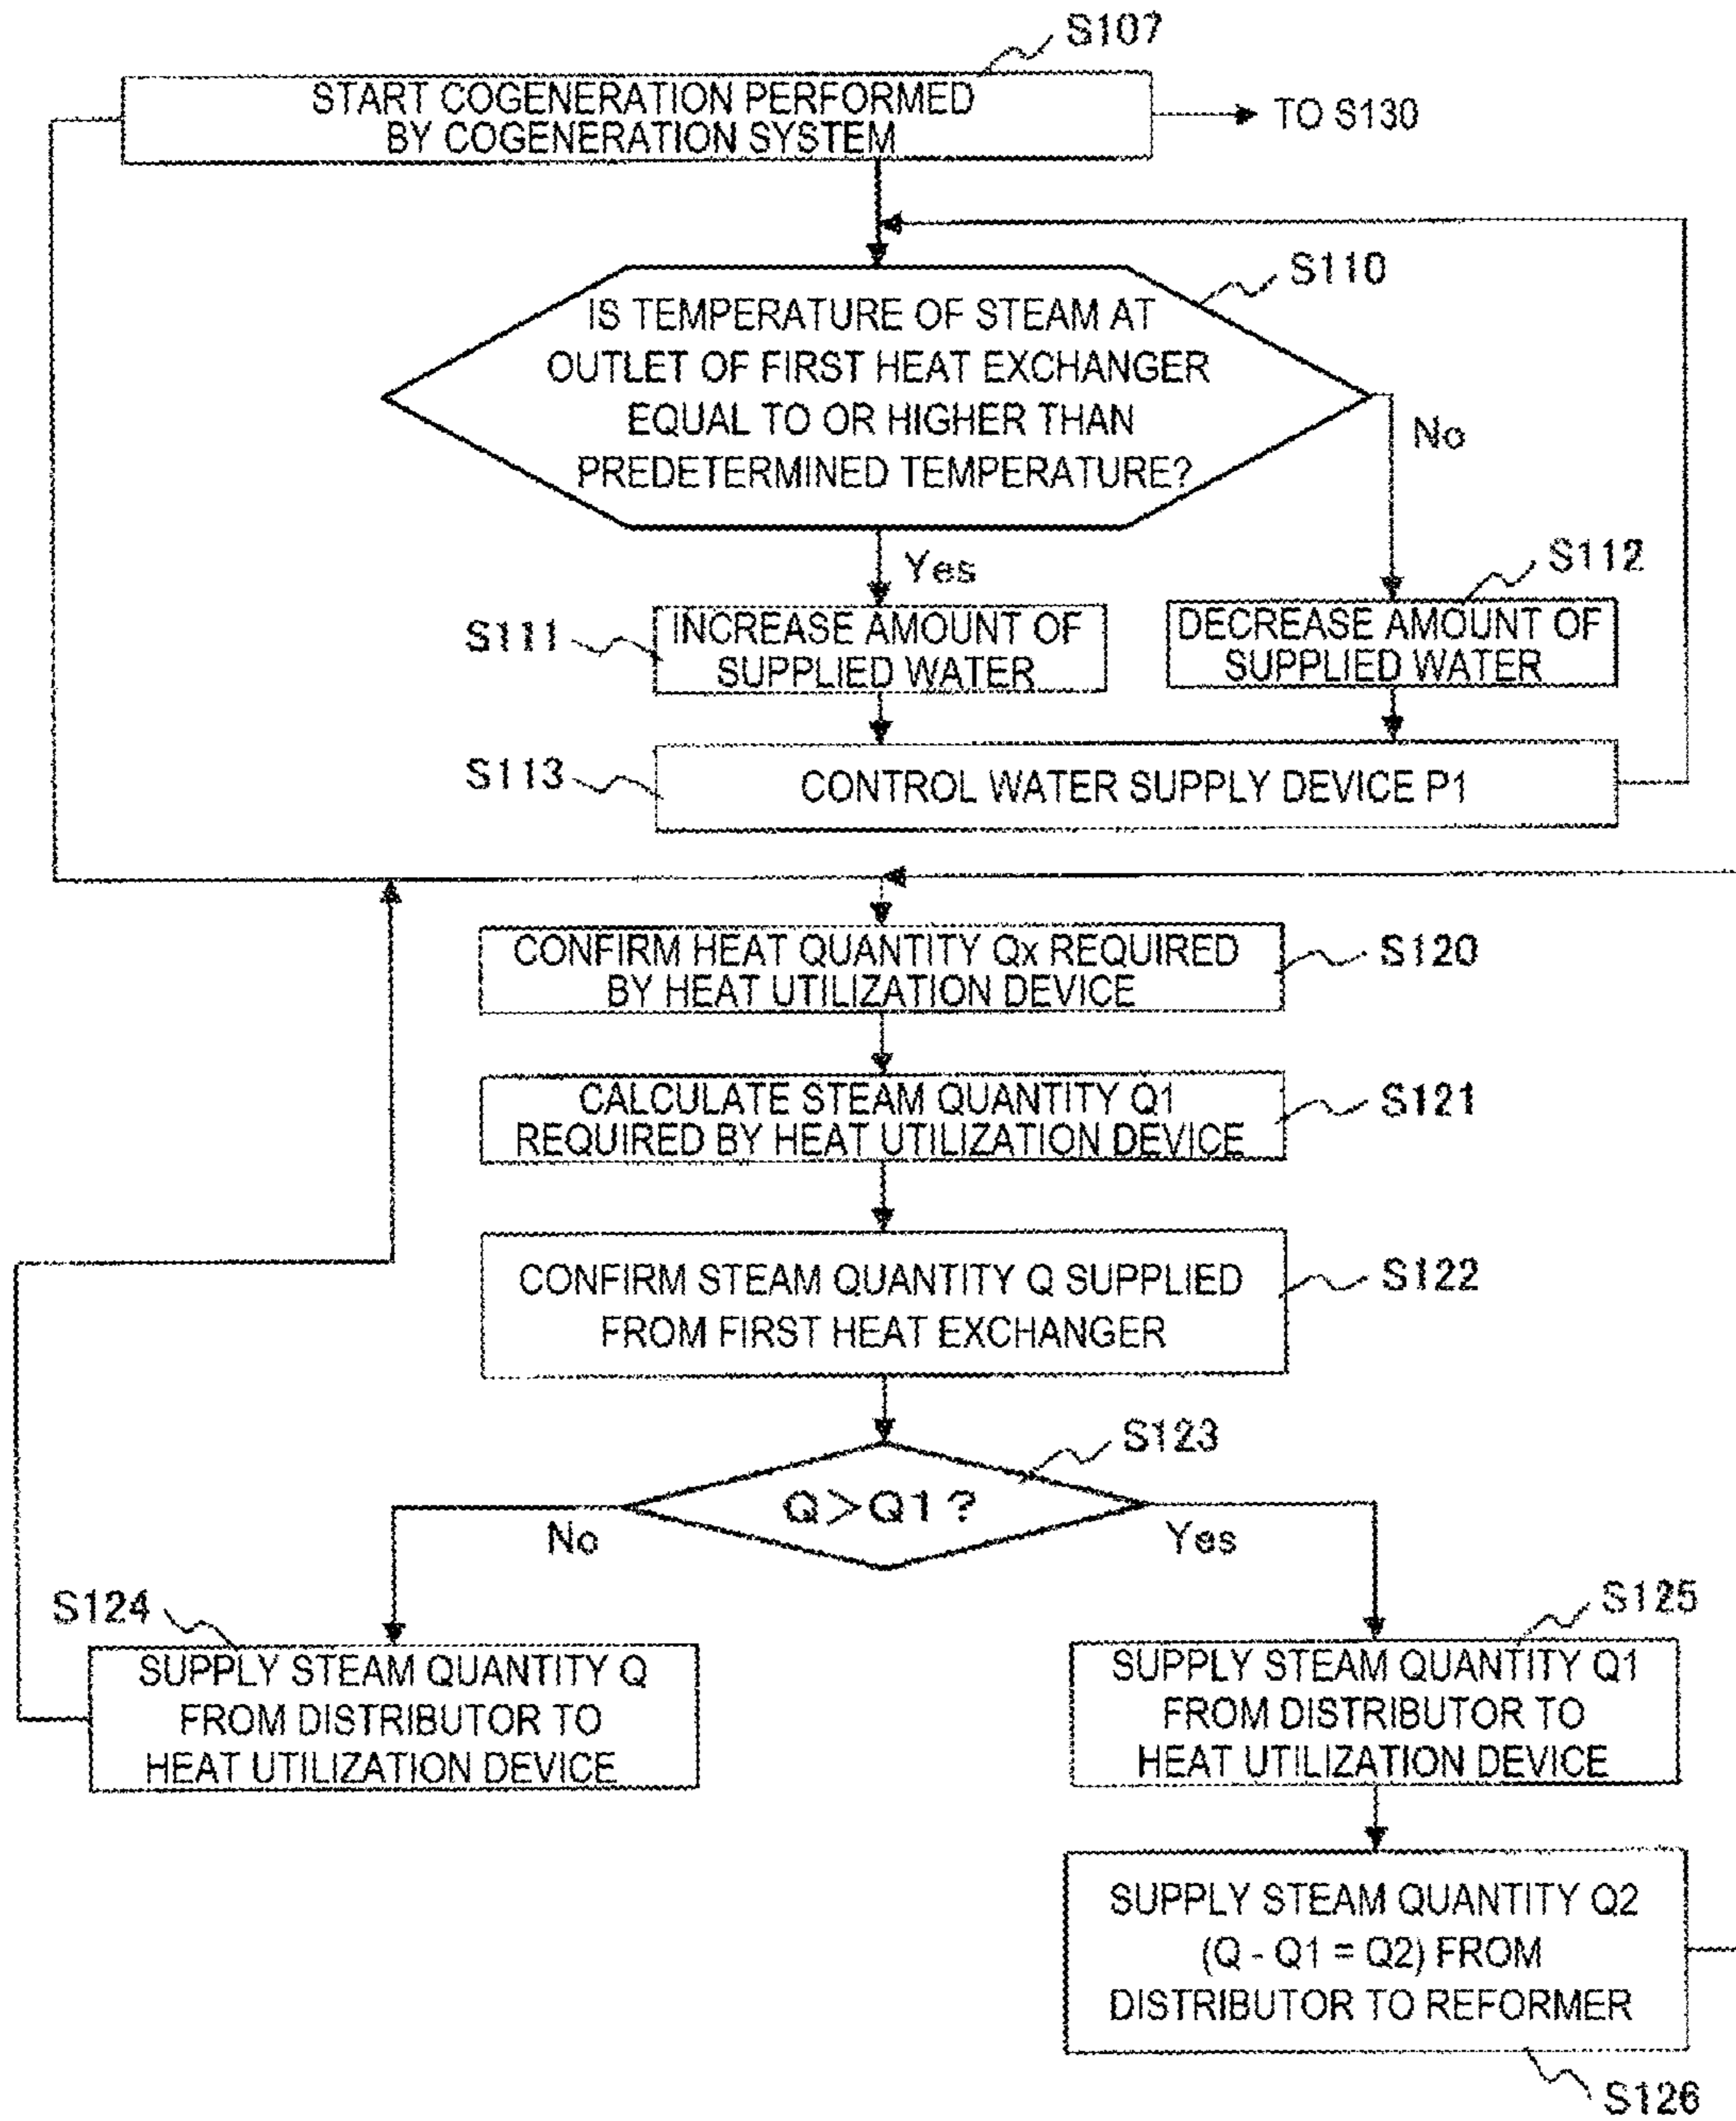 S107
START COGENERATION PERFORMED
BY COGENERATION SYSTEM
TO S130
S110
IS TEMPERATURE OF STEAM AT
OUTLET OF FIRST HEAT EXCHANGER
EQUAL TO OR HIGHER THAN
PREDETERMINED TEMPERATURE?
No
Yes
S112
S111
INCREASE AMOUNT OF
SUPPLIED WATER
DECREASE AMOUNT OF
SUPPLIED WATER
S113
CONTROL WATER SUPPLY DEVICE P1
CONFIRM HEAT QUANTITY Qx REQUIRED
BY HEAT UTILIZATION DEVICE
S120
CALCULATE STEAM QUANTITY Q1
REQUIRED BY HEAT UTILIZATION DEVICE
S121
CONFIRM STEAM QUANTITY Q SUPPLIED
FROM FIRST HEAT EXCHANGER
S122
S123
Q>Q1?
No
Yes
S124
SUPPLY STEAM QUANTITY Q
FROM DISTRIBUTOR TO
HEAT UTILIZATION DEVICE
S125
SUPPLY STEAM QUANTITY Q1
FROM DISTRIBUTOR TO
HEAT UTILIZATION DEVICE
SUPPLY STEAM QUANTITY Q2
(Q - Q1 = Q2) FROM
DISTRIBUTOR TO REFORMER
S126